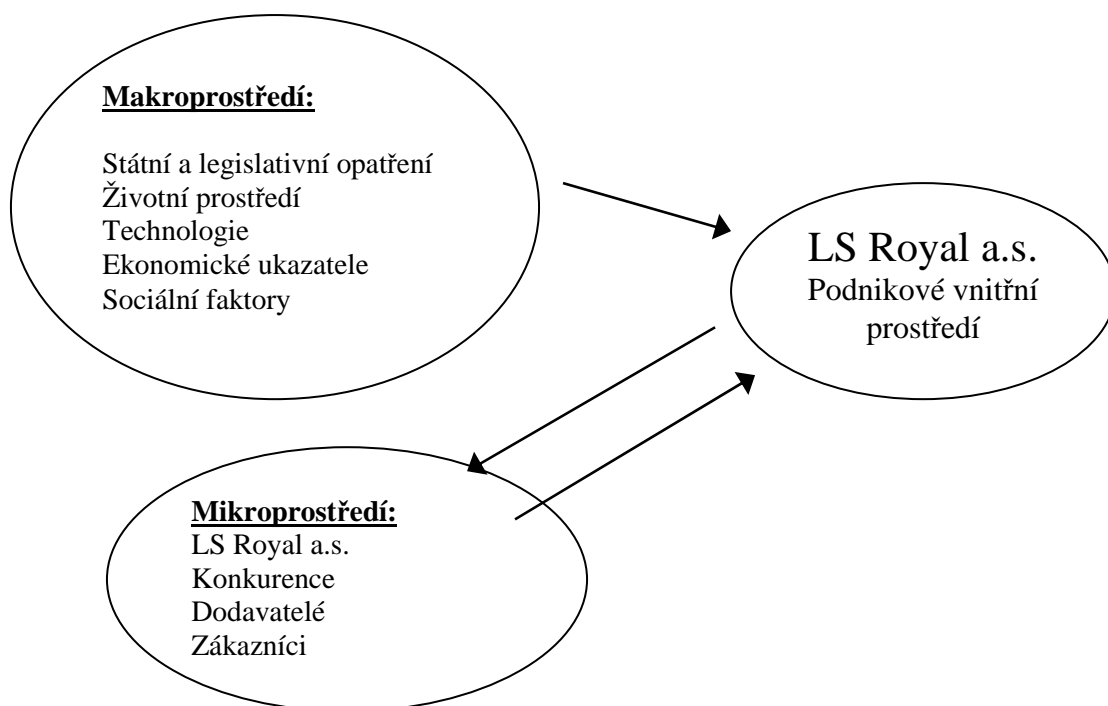 Makroprostředí:
Státní a legislativní opatření
Životní prostředí
Technologie
Ekonomické ukazatele
Sociální faktory
LS Royal a.s.
Podnikové vnitřní
prostředí
Mikroprostředí:
LS Royal a.s.
Konkurence
Dodavatelé
Zákazníci